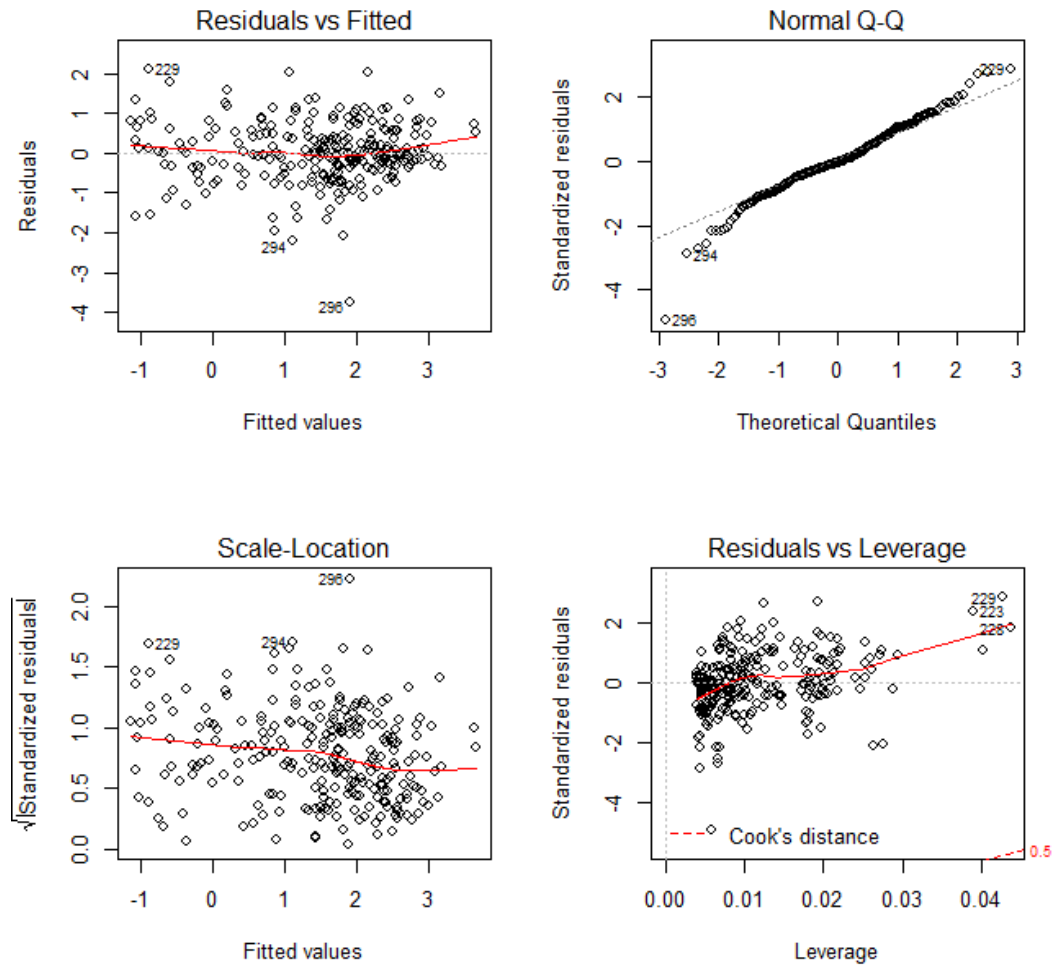 Residuals vs Fitted
Residuals
2
1
0
-1
-2
-3
-4
229
294
296
-1 0 1 2 3
Fitted values
Normal Q-Q
Standardized residuals
2
0
-2
-4
229
294
296
-3 -2 -1 0 1 2 3
Theoretical Quantiles
Scale-Location
√|Standardized residuals|
2.0
1.5
1.0
0.5
0.0
296
229
294
-1 0 1 2 3
Fitted values
Residuals vs Leverage
Standardized residuals
2
0
-2
-4
229
223
228
Cook's distance
0.5
0.00 0.01 0.02 0.03 0.04
Leverage